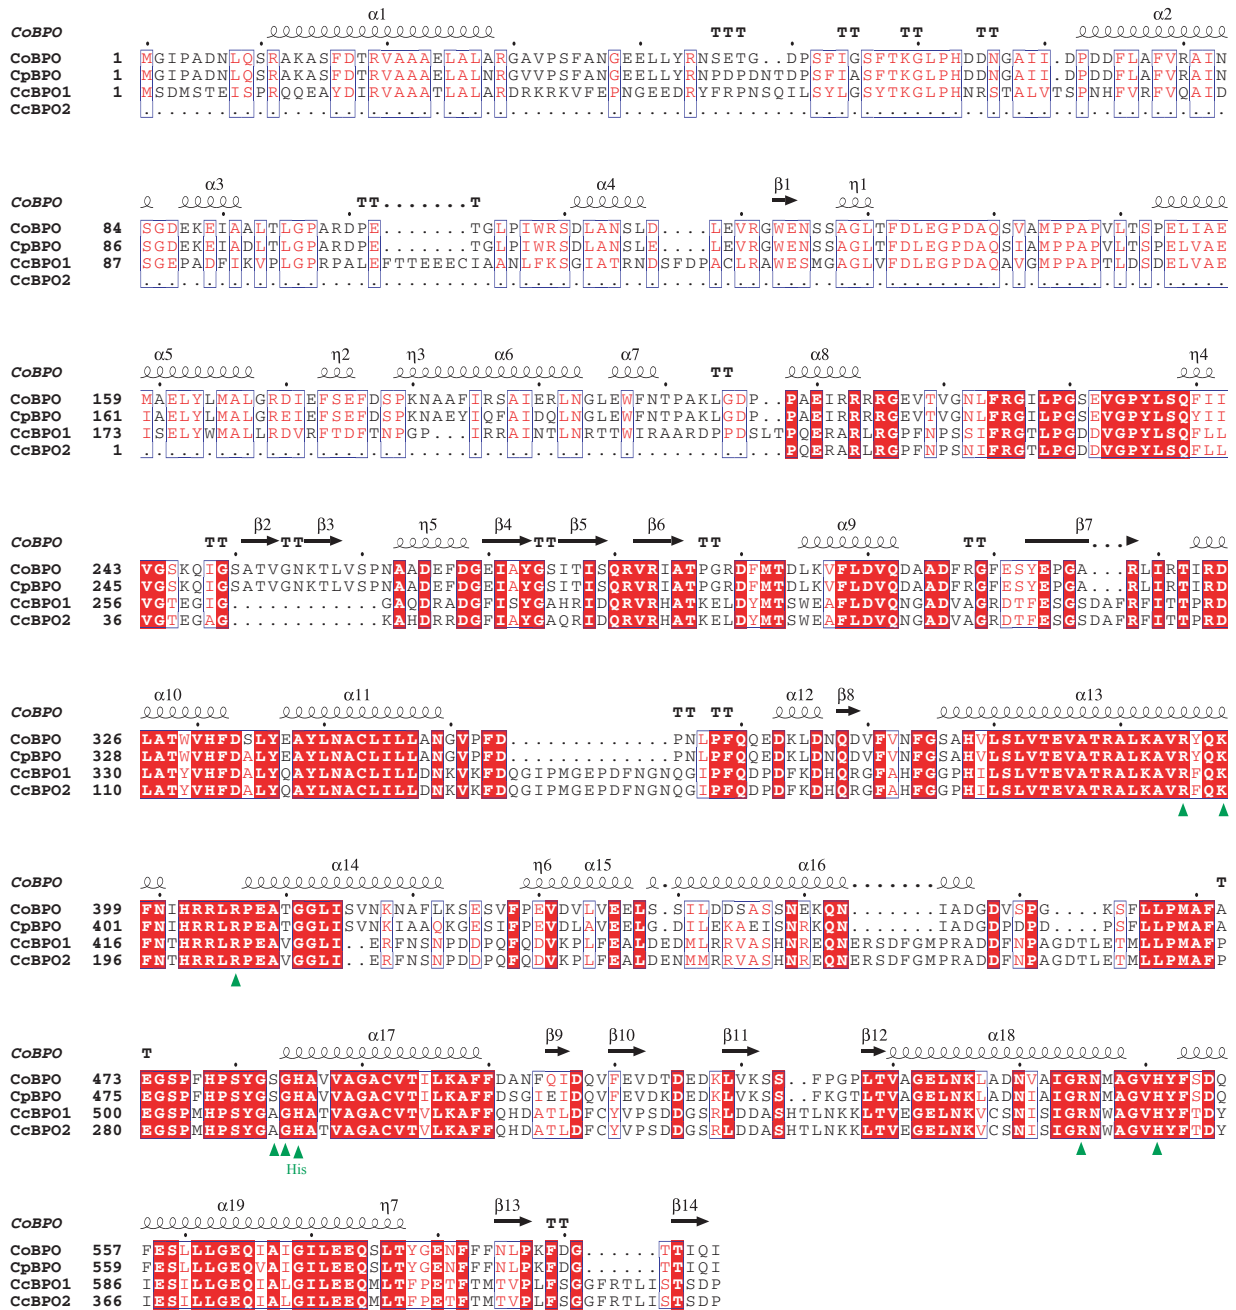 α1 α2
CoBPO TTT TT TT TT
CoBPO 1 MGIPADNLQSRAKASFDTRVAAAELALARGAVPSFANGEELLYRNSETG..DPSFIGSFTKGLPHDDNGAII.DPDDFLAFVRAIN
CpBPO 1 MGIPADNLQSRAKASFDTRVAAAELALARGVVPSFANGEELLYRNPDPDNTDPSFIASFTKGLPHDDNGAII.DPDDFLAFVRAIN
CcBPO1 1 MSDMSTEISPRQQEAYDIRVAAATLALARDRKRKVFEPNGEEDRYFRPNSQILSYLGSYTKGLPHNRSTALVTSPNHFVRFVQAID
CcBPO2 ......................................................................................
α3 α4 β1 η1
CoBPO TT.......T
CoBPO 84 SGDEKEIAALTLGPARDPE.......TGLPIWRSDLANSLD....LEVRGWENSSAGLTFDLEGPDAQSVAMPPAPVLTSPELIAE
CpBPO 86 SGDEKEIADLTLGPARDPE.......TGLPIWRSDLANSLE....LEVRGWENSSAGLTFDLEGPDAQSVAMPPAPVLTSPELVAE
CcBPO1 87 SGEPADFIKVPLGPRPALEFTTEEECIAANLFKSGIATRNDSFDPACLRAWESMGAGLVFDLEGPDAQAVGMPPAPTLDSDELVAE
CcBPO2 ......................................................................................
α5 η2 η3 α6 α7 α8 η4
CoBPO TT
CoBPO 159 MAELYLMALGRDIEFSEFDSPKNAAFIRSAIERLNGLEWFNTPAKLGDP..PAEIRRRRGEVTVGNLFRGILPGSEVGPYLSQFII
CpBPO 161 IAELYLMALGREIEFSEFDSPKNAEYIQFAIDQLNGLEWFNTPAKLGDP..PAEIRRRRGEVTVGNLFRGILPGSEVGPYLSQYII
CcBPO1 173 ISELYWMALLRDVRFTDFTNPGP...IRRAINTLNRTTWIRAARDPPDSLTPQERARLRGPFNPSSIFRGTLPGDEVGPYLSQFLL
CcBPO2 1 ...................................................PQERARLRGPFNPSNIFRGTLPGDDVGPYLSQFLL
β2 β3 η5 β4 β5 β6 α9 β7
CoBPO TT TT TT TT TT ...
CoBPO 243 VGSKQIGSATVGNKTLVSPNAADEFDGEIAYGSITISQRVRIATPGRDFMTDLKVFLDVQDAADFRGFESYEPGA...RLIRTIRD
CpBPO 245 VGSKQIGSATVGNKTLVSPNAADEFDGEIAYGSITISQRVRIATPGRDFMTDLKVFLDVQDAADFRGFESYEPGA...RLIRTIRD
CcBPO1 256 VGTEGIG............GAQDRADGFISYGAHRIDQRVRHATKELDYMTSWEAFLDVQNGADVAGRDTFESGSDAFRFITTPRD
CcBPO2 36 VGTEGAG............KAHDRRDGFIAYGAQRIDQRVRHATKELDYMTSWEAFLDVQNGADVAGRDTFESGSDAFRFITTPRD
α10 α11 α12 β8 α13
CoBPO TT TT
CoBPO 326 LATWVHFDSLYEAYLNACLILLANGVPFD.............PNLPFQQEDKLDNQDVFVNFGSAHVLSLVTEVATRALKAVRYQK
CpBPO 328 LATWVHFDALYEAYLNACLILLANGVPFD.............PNLPFQQEDKLDNQDVFVNFGSAHVLSLVTEVATRALKAVRYQK
CcBPO1 330 LATYVHFDALYQAYLNACLILLDNKVKFDQGIPMGEPDFNGNQGIPFQDPDFKDHQRGFAHFGGPHILSLVTEVATRALKAVRFQK
CcBPO2 110 LATYVHFDALYQAYLNACLILLDNKVKFDQGIPMGEPDFNGNQGIPFQDPDFKDHQRGFAHFGGPHILSLVTEVATRALKAVRFQK
α14 η6 α15 α16
CoBPO . ....... T
CoBPO 399 FNIHRRLRPEATGGLISVNKNAFLKSESVFPEVDVLVEELS.SILDDSASSNEKQN.......IADGDVSPG....KSFLLPMAFA
CpBPO 401 FNIHRRLRPEATGGLISVNKIAAQKGESIFPEVDLAVEELG.DILEKAEISNRKQN.......IADGDPDPD....PSFLLPMAFA
CcBPO1 416 FNTHRRLRPEAVGGLI..ERFNSNPDDPQFQDVKPLFEALDEDMLRRVASHNREQNERSDFGMPRADDFNPAGDTLETMLLPMAFP
CcBPO2 196 FNTHRRLRPEAVGGLI..ERFNSNPDDPQFQDVKPLFEALDENMMRRVASHNREQNERSDFGMPRADDFNPAGDTLETMLLPMAFP
α17 β9 β10 β11 β12 α18
CoBPO T
CoBPO 473 EGSPFHPSYGSGHAVVAGACVTILKAFFDANFQIDQVFEVDTDEDKLVKSS..FPGPLTVAGELNKLADNVAIGRNMAGVHYFSDQ
CpBPO 475 EGSPFHPSYGSGHAVVAGACVTILKAFFDSGIEIDQVFEVDKDEDKLVKSS..FKGTLTVAGELNKLADNIAIGRNMAGVHYFSDQ
CcBPO1 500 EGSPMHPSYGAGHATVAGACVTVLKAFFQHDATLDFCYVPSDDGSRLDDASHTLNKKLTVEGELNKVCSNISIGRNWAGVHYFTDY
CcBPO2 280 EGSPMHPSYGAGHATVAGACVTVLKAFFQHDATLDFCYVPSDDGSRLDDASHTLNKKLTVEGELNKVCSNISIGRNWAGVHYFTDY
His
α19 η7 β13 β14
CoBPO TT
CoBPO 557 FESLLLGEQIAIGILEEQSLTYGENFFFNLPKFDG......TTIQI
CpBPO 559 FESLLLGEQVAIGILEEQSLTYGENFFFNLPKFDG......TTIQI
CcBPO1 586 IESILLGEQIALGILEEQMLTFPETFTMTVPLFSGGFRTLISTSDP
CcBPO2 366 IESILLGEQIALGILEEQMLTFPETFTMTVPLFSGGFRTLISTSDP